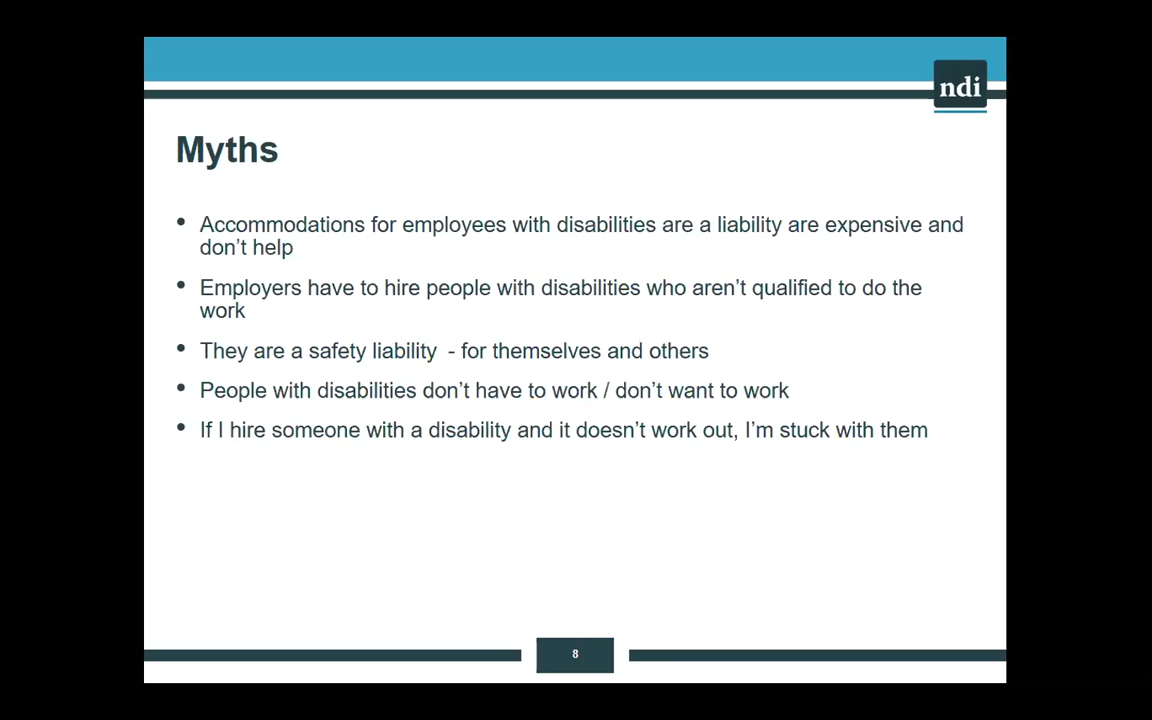 ndi
Myths
• Accommodations for employees with disabilities are a liability are expensive and
don’t help
• Employers have to hire people with disabilities who aren’t qualified to do the
work
• They are a safety liability  - for themselves and others
• People with disabilities don’t have to work / don’t want to work
• If I hire someone with a disability and it doesn’t work out, I’m stuck with them
8